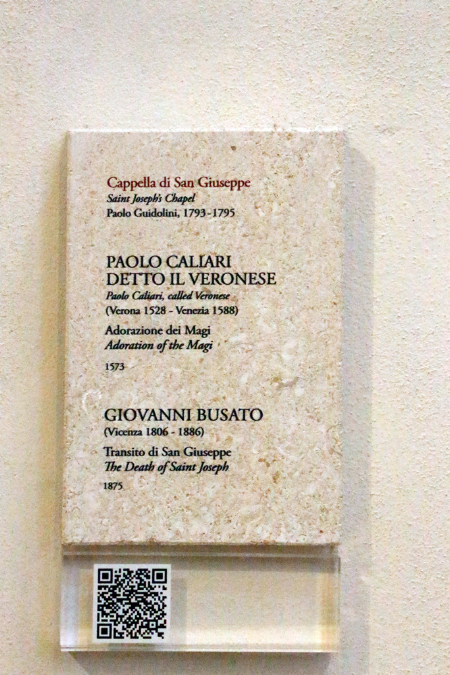 Cappella di San Giuseppe
Saint Joseph's Chapel
Paolo Guidolini, 1793-1795
PAOLO CALIARI
DETTO IL VERONESE
Paolo Caliari, called Veronese
(Verona 1528 - Venezia 1588)
Adorazione dei Magi
Adoration of the Magi
1573
GIOVANNI BUSATO
(Vicenza 1806 - 1886)
Transito di San Giuseppe
The Death of Saint Joseph
1875